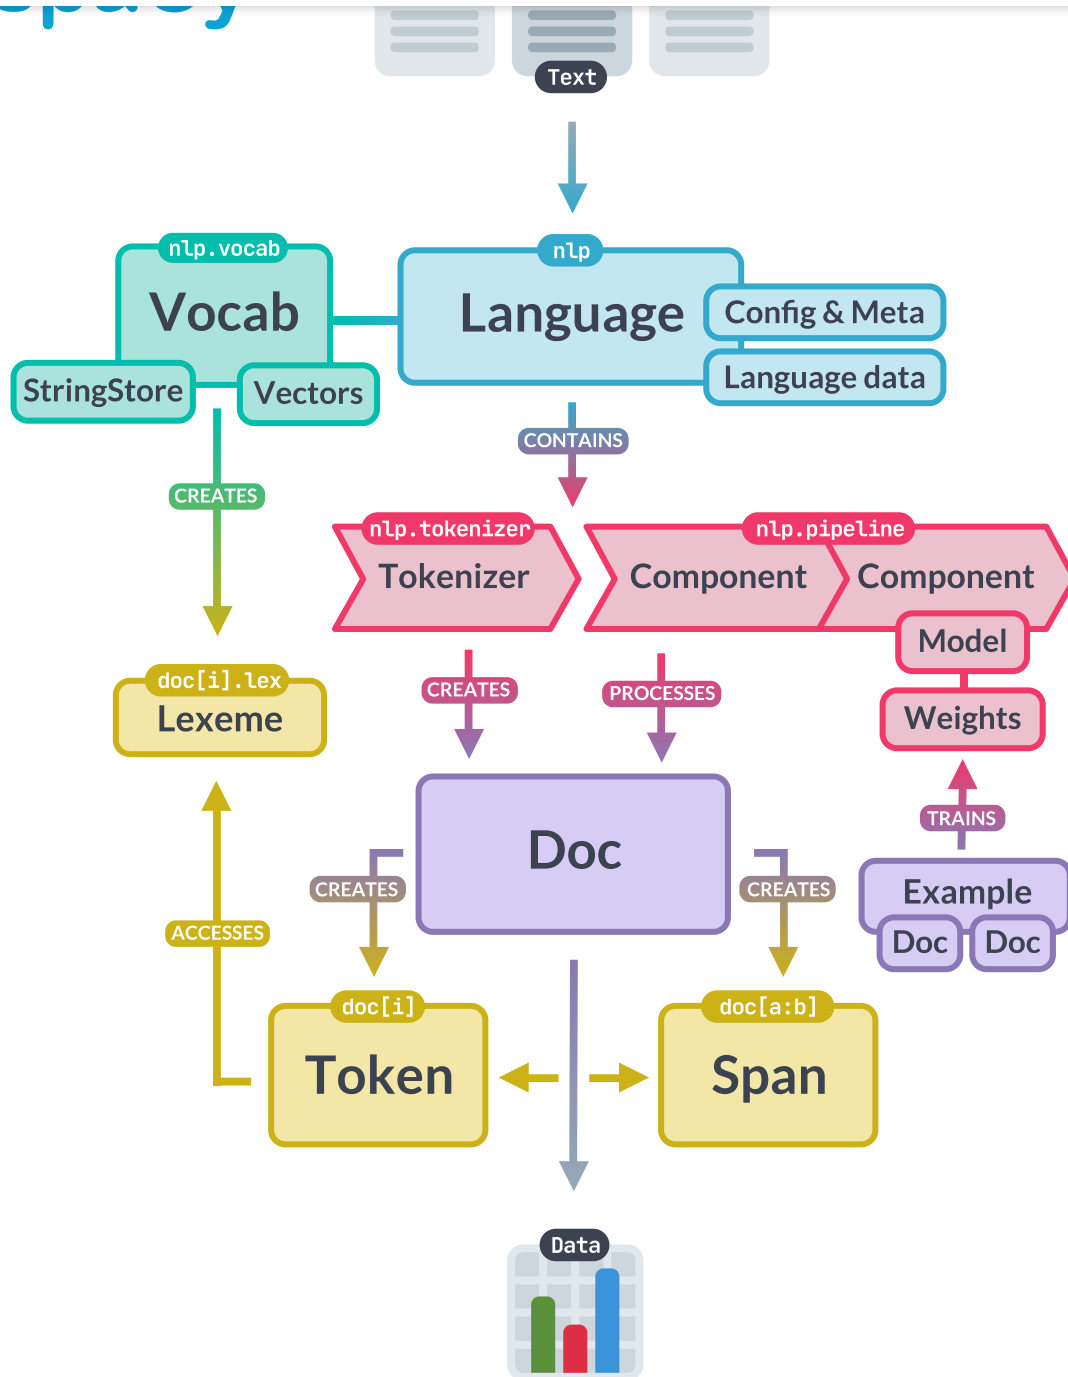 Text
nlp.vocab
nlp
Vocab
Language
Config & Meta
Language data
StringStore
Vectors
CONTAINS
CREATES
nlp.tokenizer
nlp.pipeline
Tokenizer
Component
Component
Model
doc[i].lex
CREATES
PROCESSES
Lexeme
Weights
TRAINS
Doc
CREATES
CREATES
Example
Doc
Doc
ACCESSES
doc[i]
doc[a:b]
Token
Span
Data